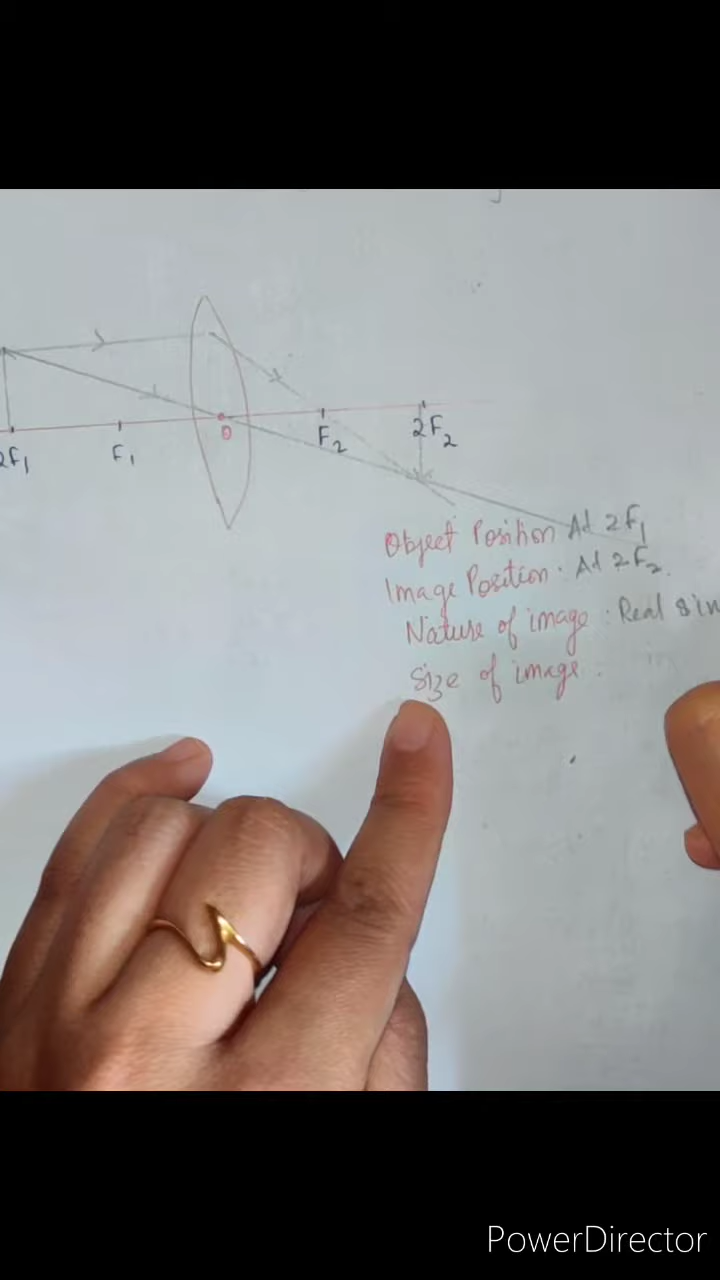 2F₁ F₁ O F₂ 2F₂
Object Position At 2F₁
Image Position. At 2F₂.
Nature of image : Real &
Size of image :
PowerDirector